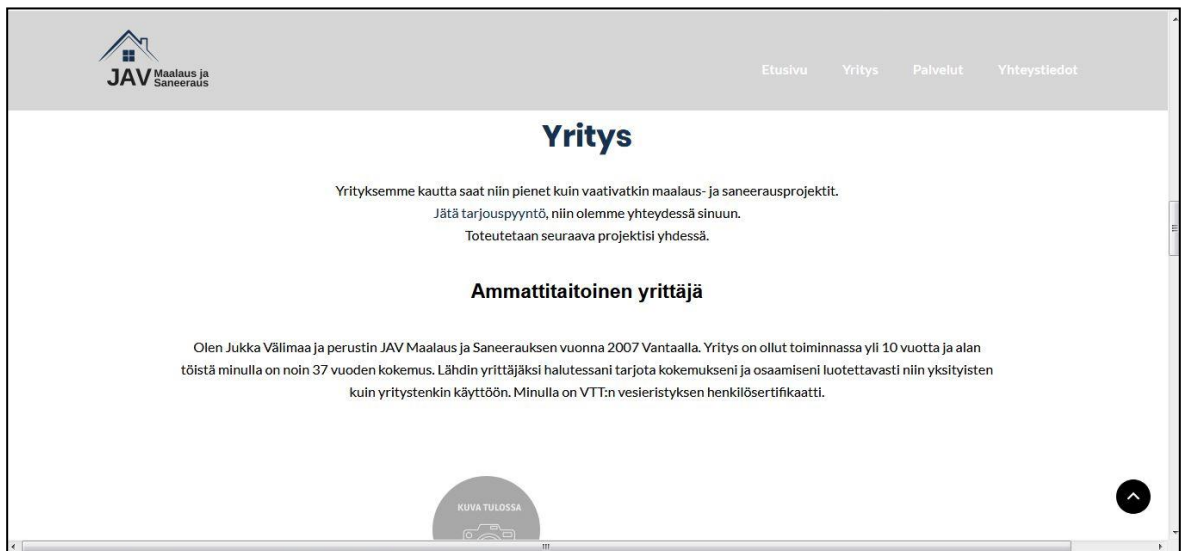 JAV Maalaus ja
Saneeraus
Etusivu Yritys Palvelut Yhteystiedot
Yritys
Yrityksemme kautta saat niin pienet kuin vaativatkin maalaus- ja saneerausprojektit.
Jätä tarjouspyyntö, niin olemme yhteydessä sinuun.
Toteutetaan seuraava projektisi yhdessä.
Ammattitaitoinen yrittäjä
Olen Jukka Välimaa ja perustin JAV Maalaus ja Saneerauksen vuonna 2007 Vantaalla. Yritys on ollut toiminnassa yli 10 vuotta ja alan
töistä minulla on noin 37 vuoden kokemus. Lähdin yrittäjäksi halutessani tarjota kokemukseni ja osaamiseni luotettavasti niin yksityisten
kuin yritystenkin käyttöön. Minulla on VTT:n vesieristyksen henkilösertifikaatti.
KUVA TULOSSA